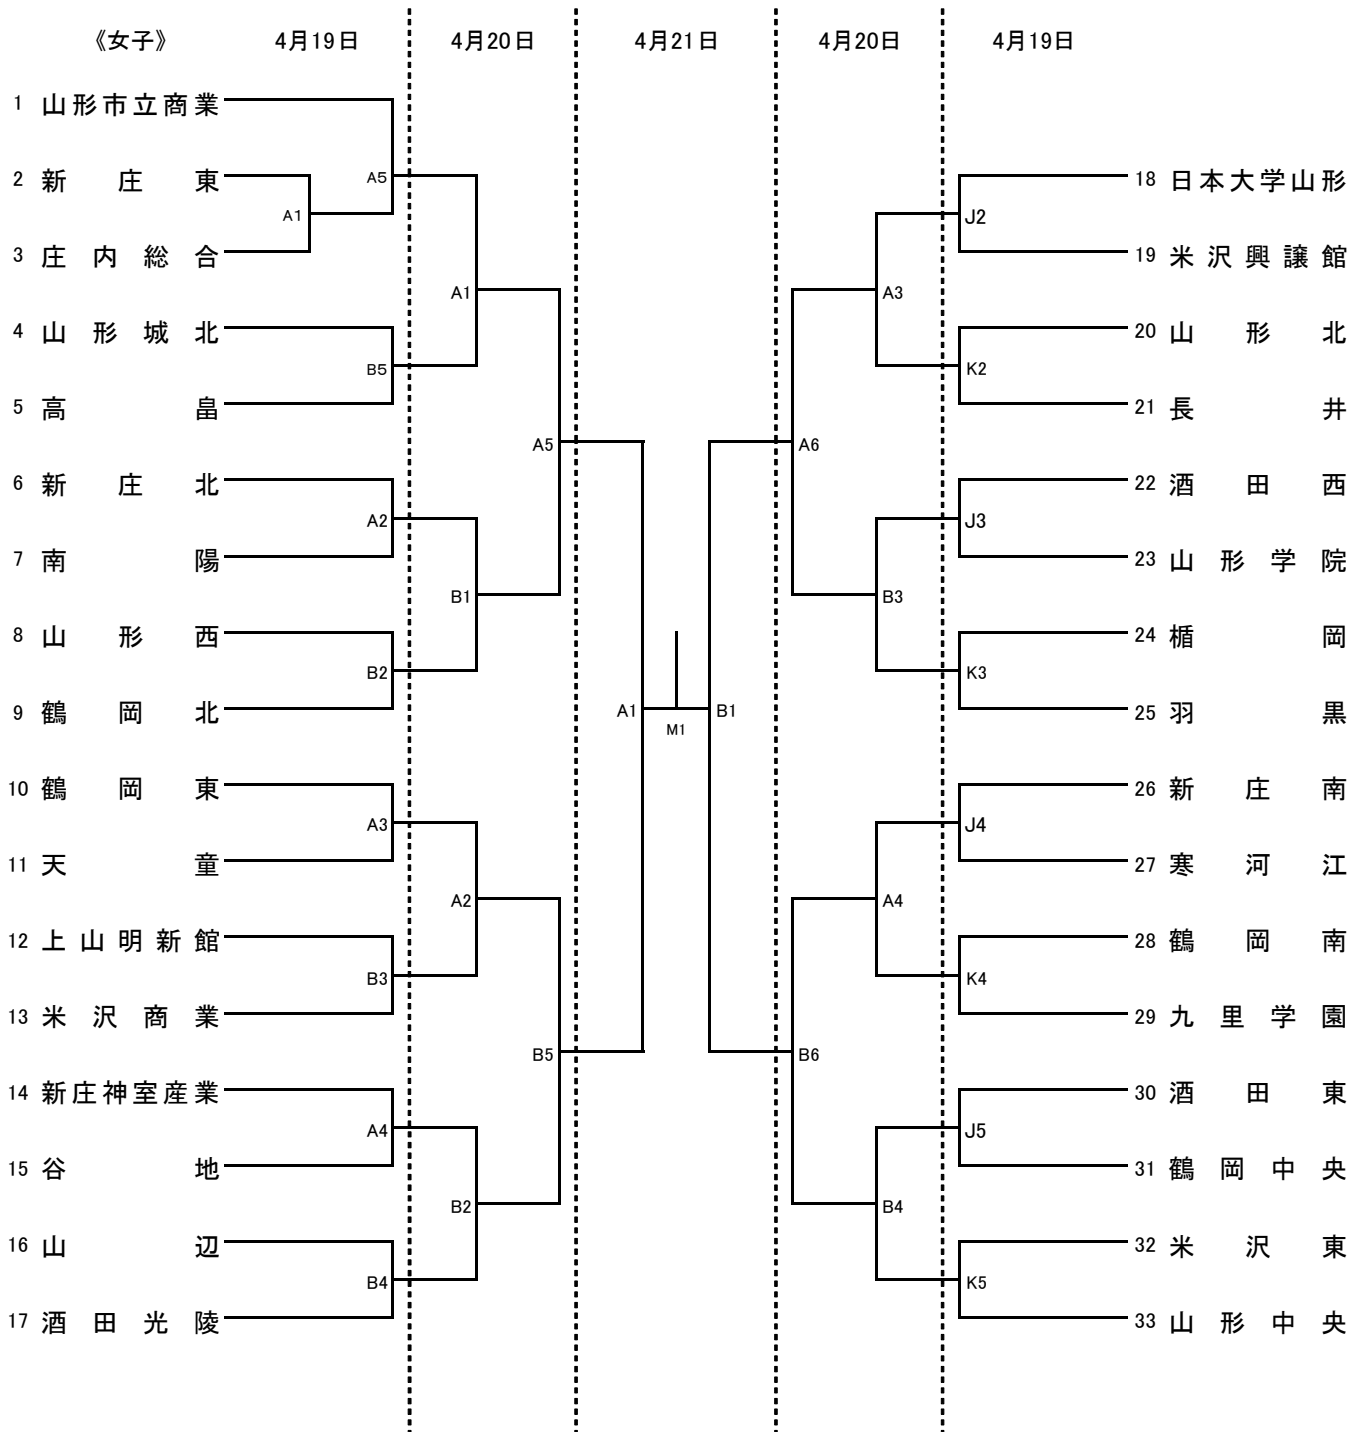 《女子》 4月19日 4月20日 4月21日 4月20日 4月19日
1 山形市立商業
2 新庄東 A5 18 日本大学山形
A1 J2
3 庄内総合 19 米沢興譲館
A1 A3
4 山形城北 20 山形北
B5 K2
5 高畠 21 長井
A5 A6
6 新庄北 22 酒田西
A2 J3
7 南陽 23 山形学院
B1 B3
8 山形西 24 楯岡
B2 K3
9 鶴岡北 A1 B1 25 羽黒
M1
10 鶴岡東 26 新庄南
A3 J4
11 天童 27 寒河江
A2 A4
12 上山明新館 28 鶴岡南
B3 K4
13 米沢商業 29 九里学園
B5 B6
14 新庄神室産業 30 酒田東
A4 J5
15 谷地 31 鶴岡中央
B2 B4
16 山辺 32 米沢東
B4 K5
17 酒田光陵 33 山形中央